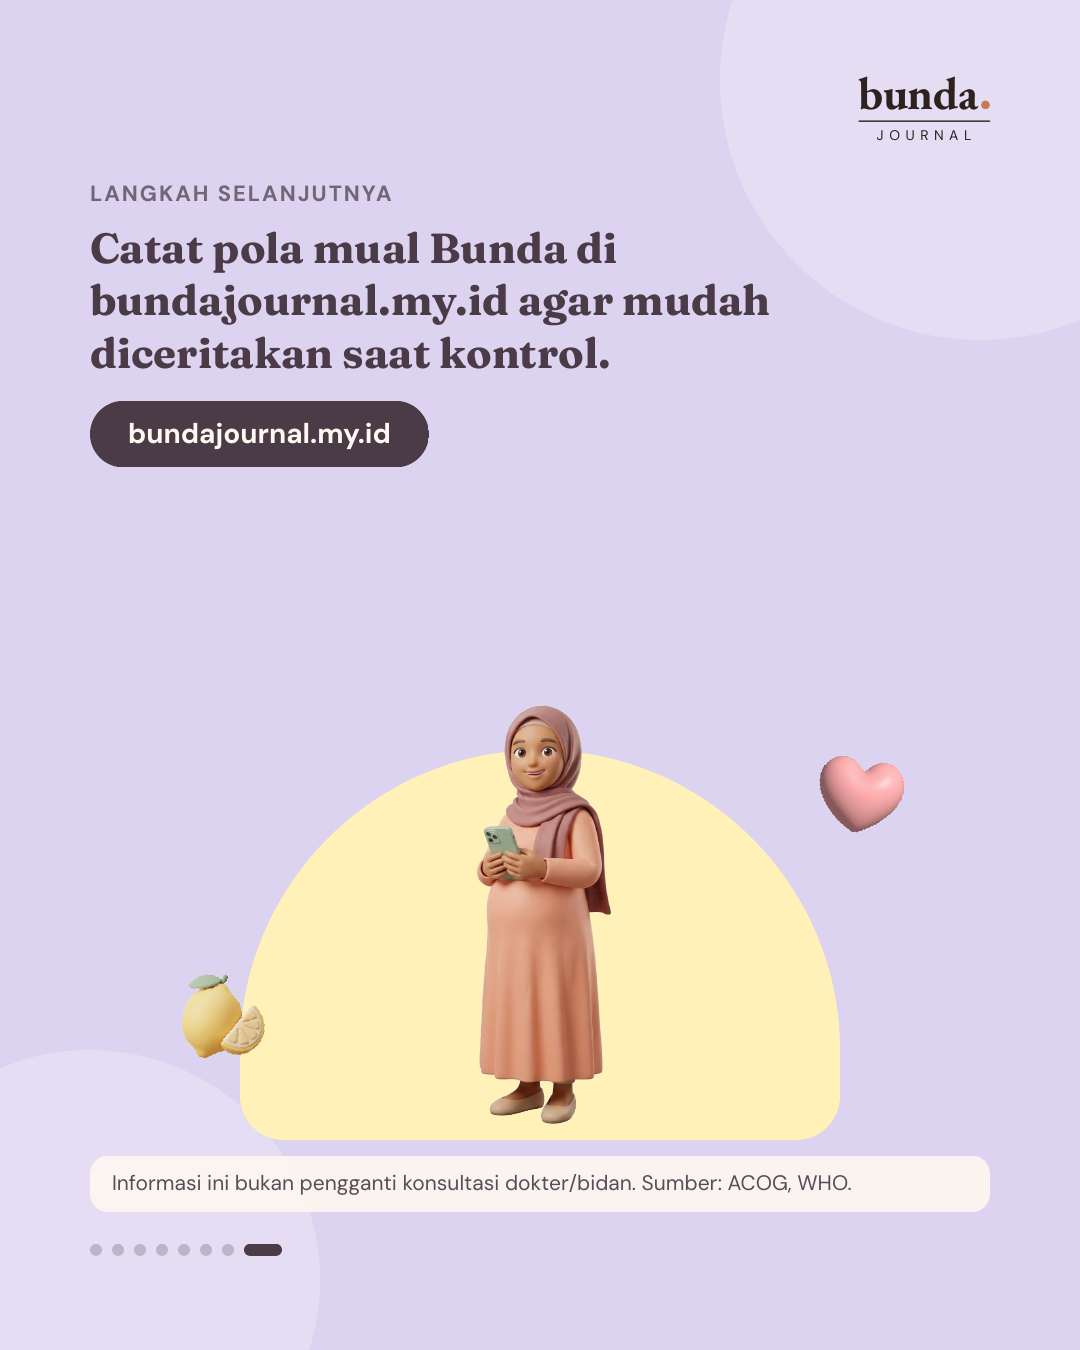 bunda.
JOURNAL
LANGKAH SELANJUTNYA
Catat pola mual Bunda di
bundajournal.my.id agar mudah
diceritakan saat kontrol.
bundajournal.my.id
Informasi ini bukan pengganti konsultasi dokter/bidan. Sumber: ACOG, WHO.